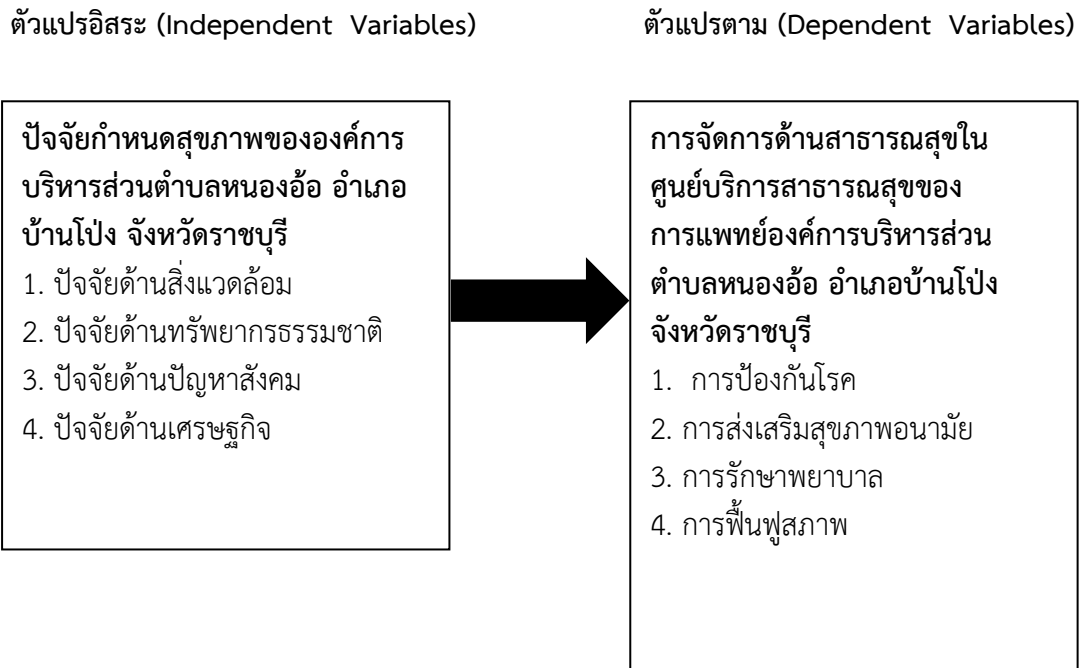 ตัวแปรอิสระ (Independent Variables)
ตัวแปรตาม (Dependent Variables)
ปัจจัยกำหนดสุขภาพขององค์การ
บริหารส่วนตำบลหนองอ้อ อำเภอ
บ้านโป่ง จังหวัดราชบุรี
1. ปัจจัยด้านสิ่งแวดล้อม
2. ปัจจัยด้านทรัพยากรธรรมชาติ
3. ปัจจัยด้านปัญหาสังคม
4. ปัจจัยด้านเศรษฐกิจ
การจัดการด้านสาธารณสุขใน
ศูนย์บริการสาธารณสุขของ
การแพทย์องค์การบริหารส่วน
ตำบลหนองอ้อ อำเภอบ้านโป่ง
จังหวัดราชบุรี
1. การป้องกันโรค
2. การส่งเสริมสุขภาพอนามัย
3. การรักษาพยาบาล
4. การฟื้นฟูสภาพ